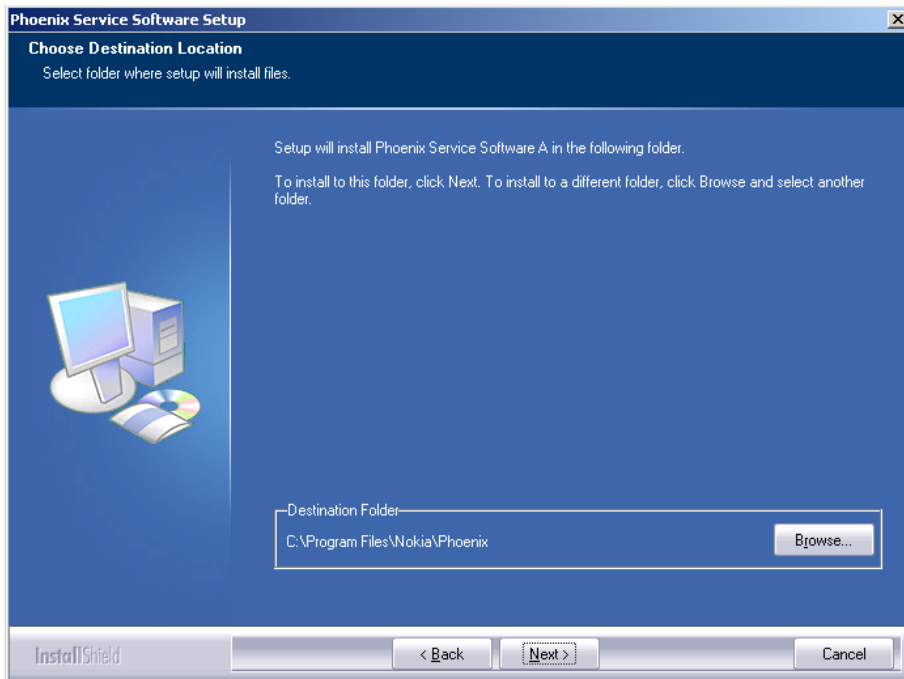 Phoenix Service Software Setup
Choose Destination Location
Select folder where setup will install files.
Setup will install Phoenix Service Software A in the following folder.
To install to this folder, click Next. To install to a different folder, click Browse and select another
folder.
Destination Folder
C:\Program Files\Nokia\Phoenix
Browse...
InstallShield
< Back
Next >
Cancel